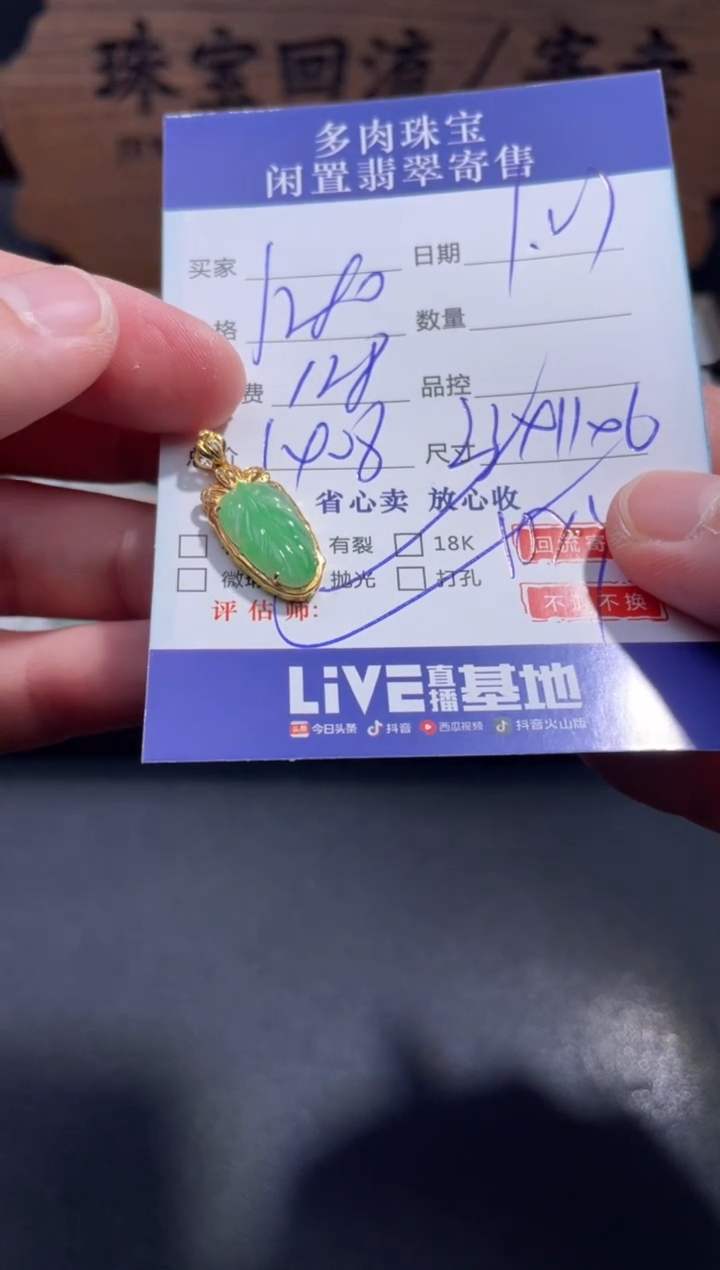 珠宝回流/寄卖
多肉珠宝
闲置翡翠寄售
买家 日期
1280
格 数量
费 128 品控
1408 尺寸 11×6
省心卖 放心收
有裂 18K 回流寄
抛光 打孔
评估师: 不退不换
LiVE直播基地
头条 今日头条 抖音 西瓜视频 抖音火山版